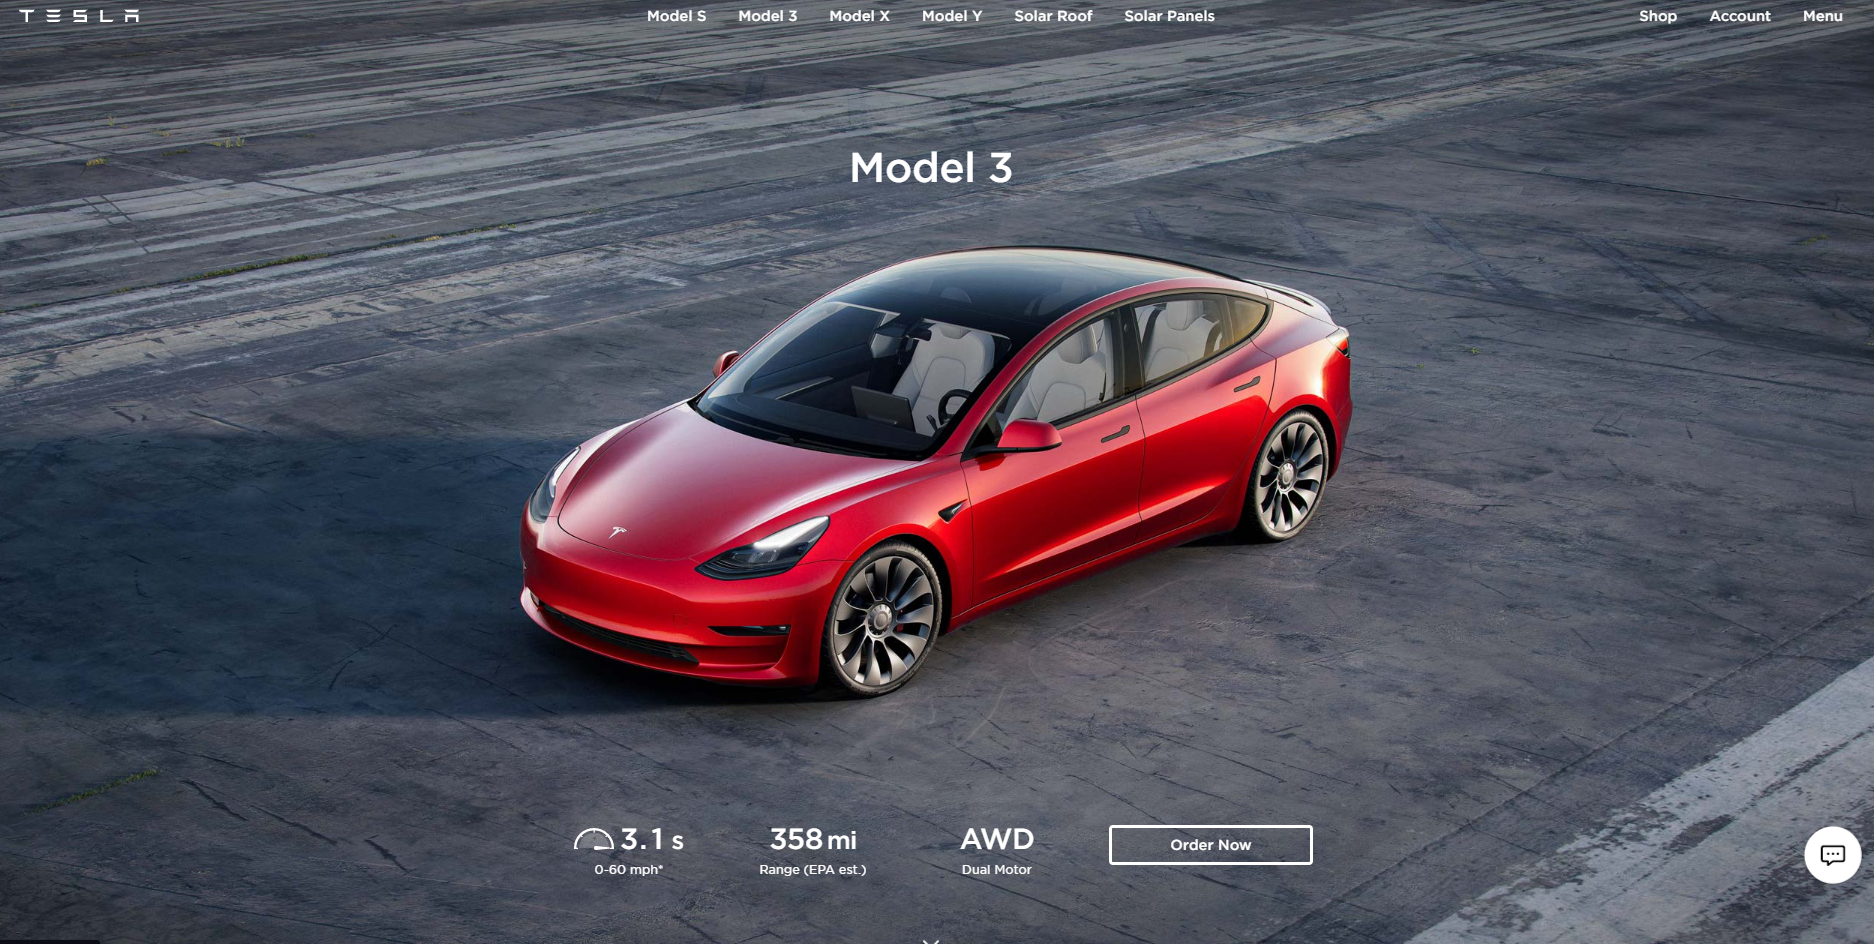 TESLA
Model S Model 3 Model X Model Y Solar Roof Solar Panels
Shop Account Menu
Model 3
3.1 s
0-60 mph*
358 mi
Range (EPA est.)
AWD
Dual Motor
Order Now